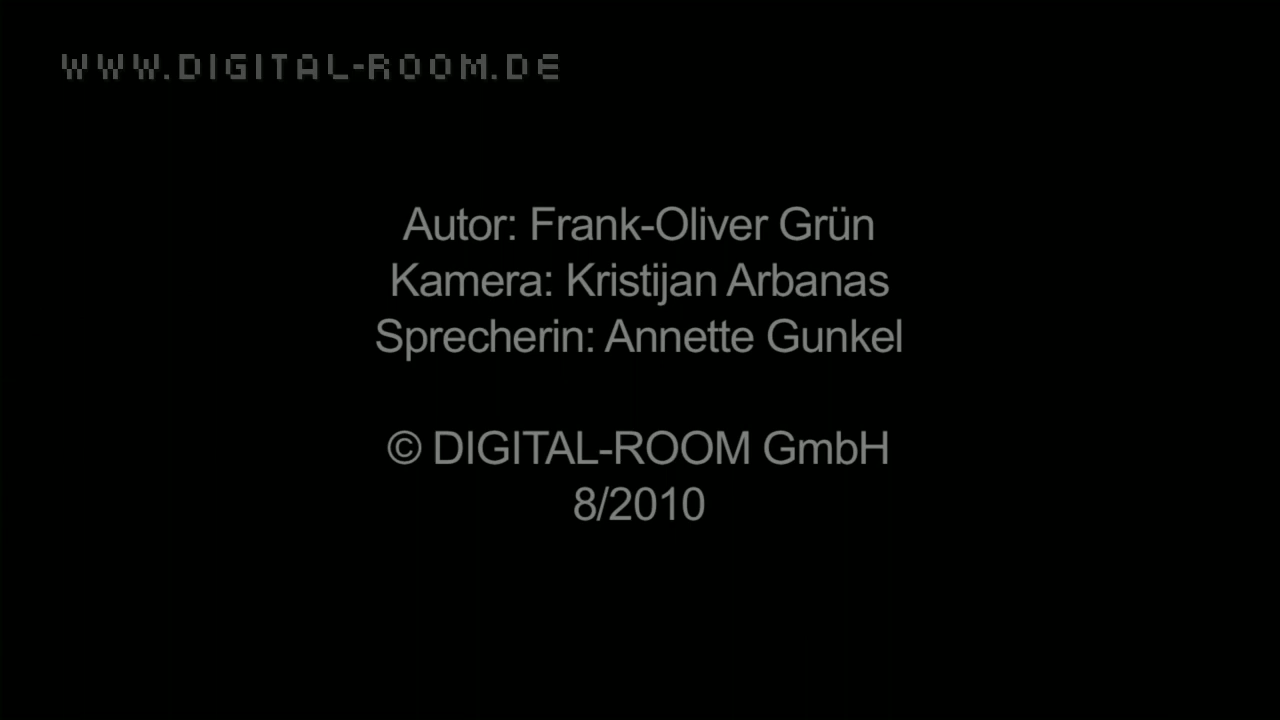 WWW.DIGITAL-ROOM.DE
Autor: Frank-Oliver Grün
Kamera: Kristijan Arbanas
Sprecherin: Annette Gunkel
© DIGITAL-ROOM GmbH
8/2010